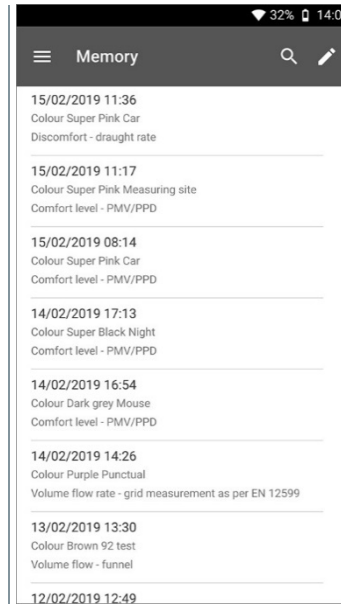 32% 14:0
Memory
15/02/2019 11:36
Colour Super Pink Car
Discomfort - draught rate
15/02/2019 11:17
Colour Super Pink Measuring site
Comfort level - PMV/PPD
15/02/2019 08:14
Colour Super Pink Car
Comfort level - PMV/PPD
14/02/2019 17:13
Colour Super Black Night
Comfort level - PMV/PPD
14/02/2019 16:54
Colour Dark grey Mouse
Comfort level - PMV/PPD
14/02/2019 14:26
Colour Purple Punctual
Volume flow rate - grid measurement as per EN 12599
13/02/2019 13:30
Colour Brown 92 test
Volume flow - funnel
12/02/2019 12:49